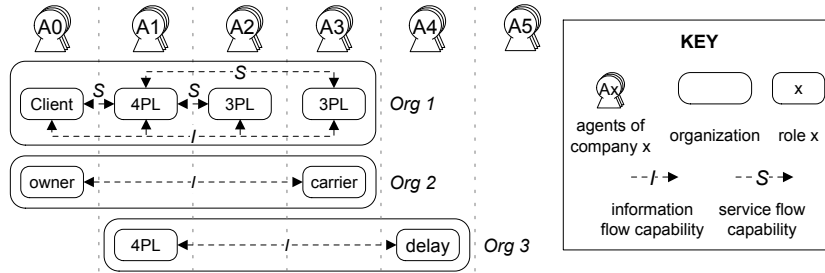 A0 A1 A2 A3 A4 A5
S
Client S 4PL S 3PL 3PL Org 1
I
owner I carrier Org 2
4PL I delay Org 3
KEY
Ax x
agents of
company x
organization
role x
I
S
information
flow capability
service flow
capability